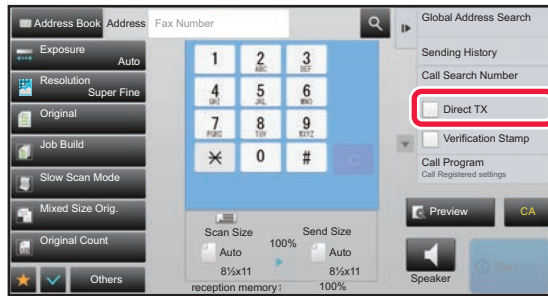 Address Book Address Fax Number
Global Address Search
Exposure
Auto
Sending History
Resolution
Super Fine
Call Search Number
Original
Direct TX
Job Build
Verification Stamp
Slow Scan Mode
Call Program
Call Registered settings
Mixed Size Orig.
Original Count
Others
1 2 ABC 3 DEF
4 GHI 5 JKL 6 MNO
7 PQRS 8 TUV 9 WXYZ
* 0 # C
Scan Size 100% Send Size
Auto Auto
8½x11 8½x11
reception memory: 100%
Preview CA
Speaker Start